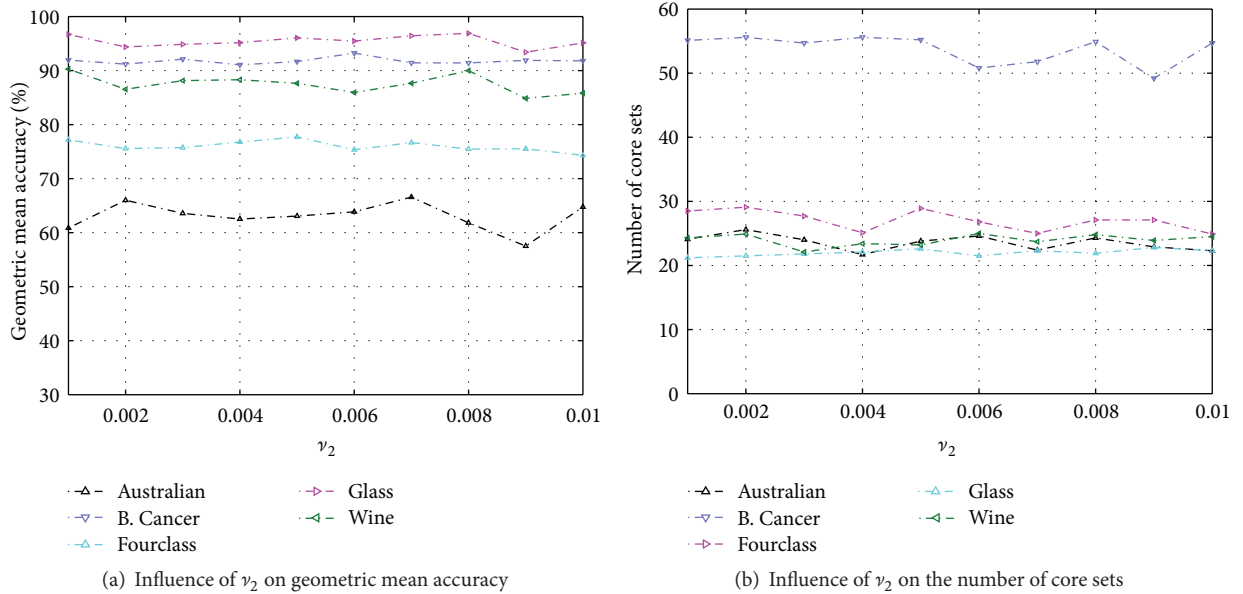 100
90
80
70
60
50
40
30
Geometric mean accuracy (%)
0.002 0.004 0.006 0.008 0.01
ν2
Australian
B. Cancer
Fourclass
Glass
Wine
(a) Influence of ν2 on geometric mean accuracy
60
50
40
30
20
10
0
Number of core sets
0.002 0.004 0.006 0.008 0.01
ν2
Australian
B. Cancer
Fourclass
Glass
Wine
(b) Influence of ν2 on the number of core sets